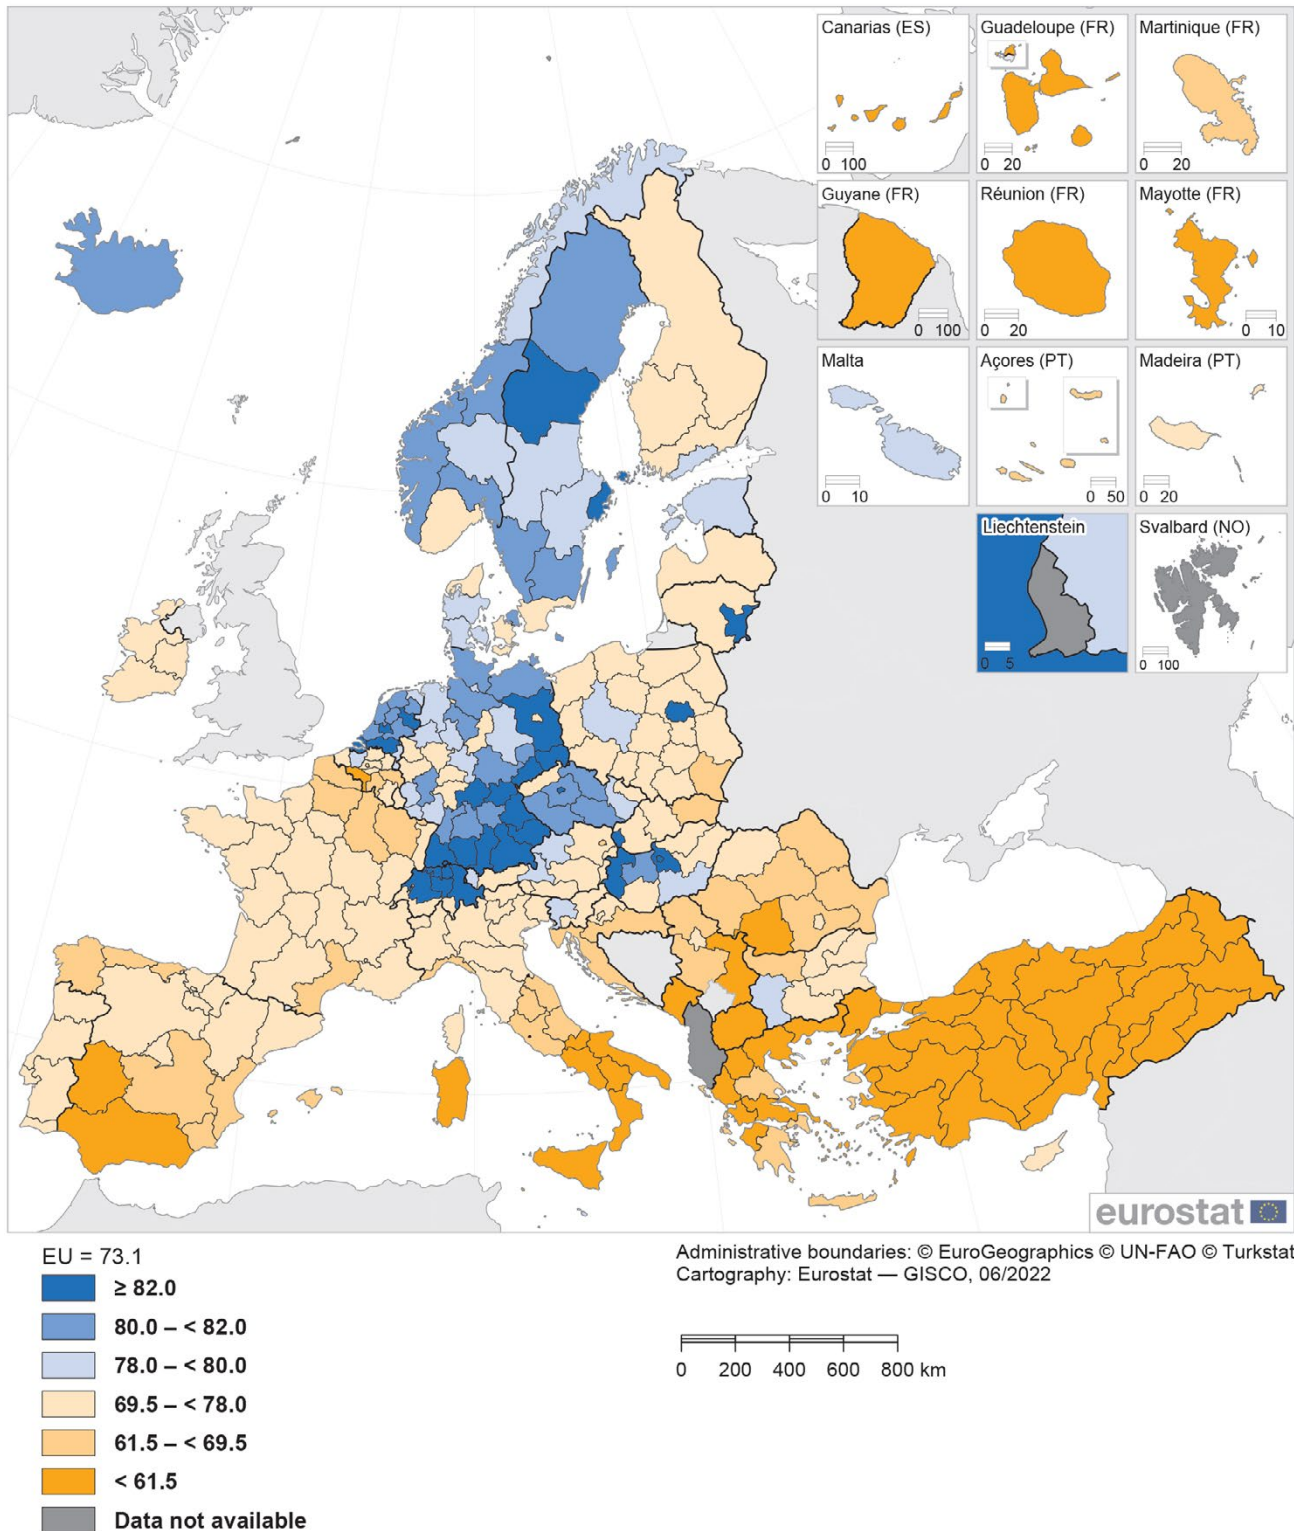 Canarias (ES)
0 100
Guadeloupe (FR)
0 20
Martinique (FR)
0 20
Guyane (FR)
0 100
Réunion (FR)
0 20
Mayotte (FR)
0 10
Malta
0 10
Açores (PT)
0 50
Madeira (PT)
0 20
Liechtenstein
0 5
Svalbard (NO)
0 100
eurostat
EU = 73.1
≥ 82.0
80.0 – < 82.0
78.0 – < 80.0
69.5 – < 78.0
61.5 – < 69.5
< 61.5
Data not available
Administrative boundaries: © EuroGeographics © UN-FAO © Turkstat
Cartography: Eurostat — GISCO, 06/2022
0 200 400 600 800 km